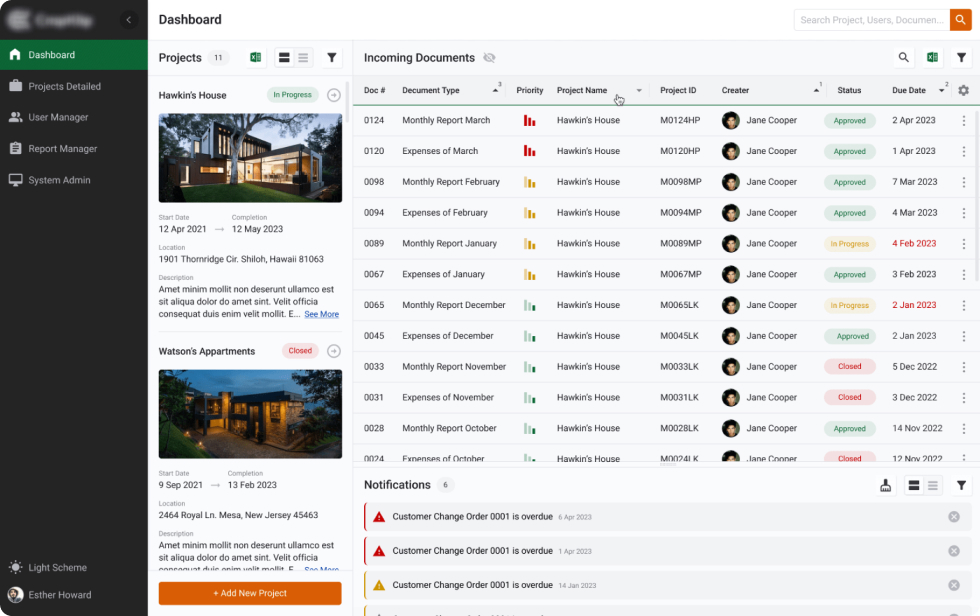 Dashboard
Projects Detailed
User Manager
Report Manager
System Admin
Light Scheme
Esther Howard
Dashboard
Search Project, Users, Documen...
Projects 11
Hawkin's House In Progress
Start Date Completion
12 Apr 2021 → 12 May 2023
Location
1901 Thornridge Cir. Shiloh, Hawaii 81063
Description
Amet minim mollit non deserunt ullamco est
sit aliqua dolor do amet sint. Velit officia
consequat duis enim velit mollit. E... See More
Watson's Appartments Closed
Start Date Completion
9 Sep 2021 → 13 Feb 2023
Location
2464 Royal Ln. Mesa, New Jersey 45463
Description
Amet minim mollit non deserunt ullamco est
sit aliqua dolor do amet sint. Velit officia
consequat duis enim velit mollit. E... See More
+ Add New Project
Incoming Documents
Doc # Document Type 3 Priority Project Name Project ID Creater 1 Status Due Date 2
0124 Monthly Report March Hawkin's House M0124HP Jane Cooper Approved 2 Apr 2023
0120 Expenses of March Hawkin's House M0120HP Jane Cooper Approved 1 Apr 2023
0098 Monthly Report February Hawkin's House M0098MP Jane Cooper Approved 7 Mar 2023
0094 Expenses of February Hawkin's House M0094MP Jane Cooper Approved 4 Mar 2023
0089 Monthly Report January Hawkin's House M0089MP Jane Cooper In Progress 4 Feb 2023
0067 Expenses of January Hawkin's House M0067MP Jane Cooper Approved 3 Feb 2023
0065 Monthly Report December Hawkin's House M0065LK Jane Cooper In Progress 2 Jan 2023
0045 Expenses of December Hawkin's House M0045LK Jane Cooper Approved 2 Jan 2023
0033 Monthly Report November Hawkin's House M0033LK Jane Cooper Closed 5 Dec 2022
0031 Expenses of November Hawkin's House M0031LK Jane Cooper Closed 3 Dec 2022
0028 Monthly Report October Hawkin's House M0028LK Jane Cooper Approved 14 Nov 2022
0024 Expenses of October Hawkin's House M0024LK Jane Cooper Closed 12 Nov 2022
Notifications 6
Customer Change Order 0001 is overdue 6 Apr 2023
Customer Change Order 0001 is overdue 1 Apr 2023
Customer Change Order 0001 is overdue 14 Jan 2023